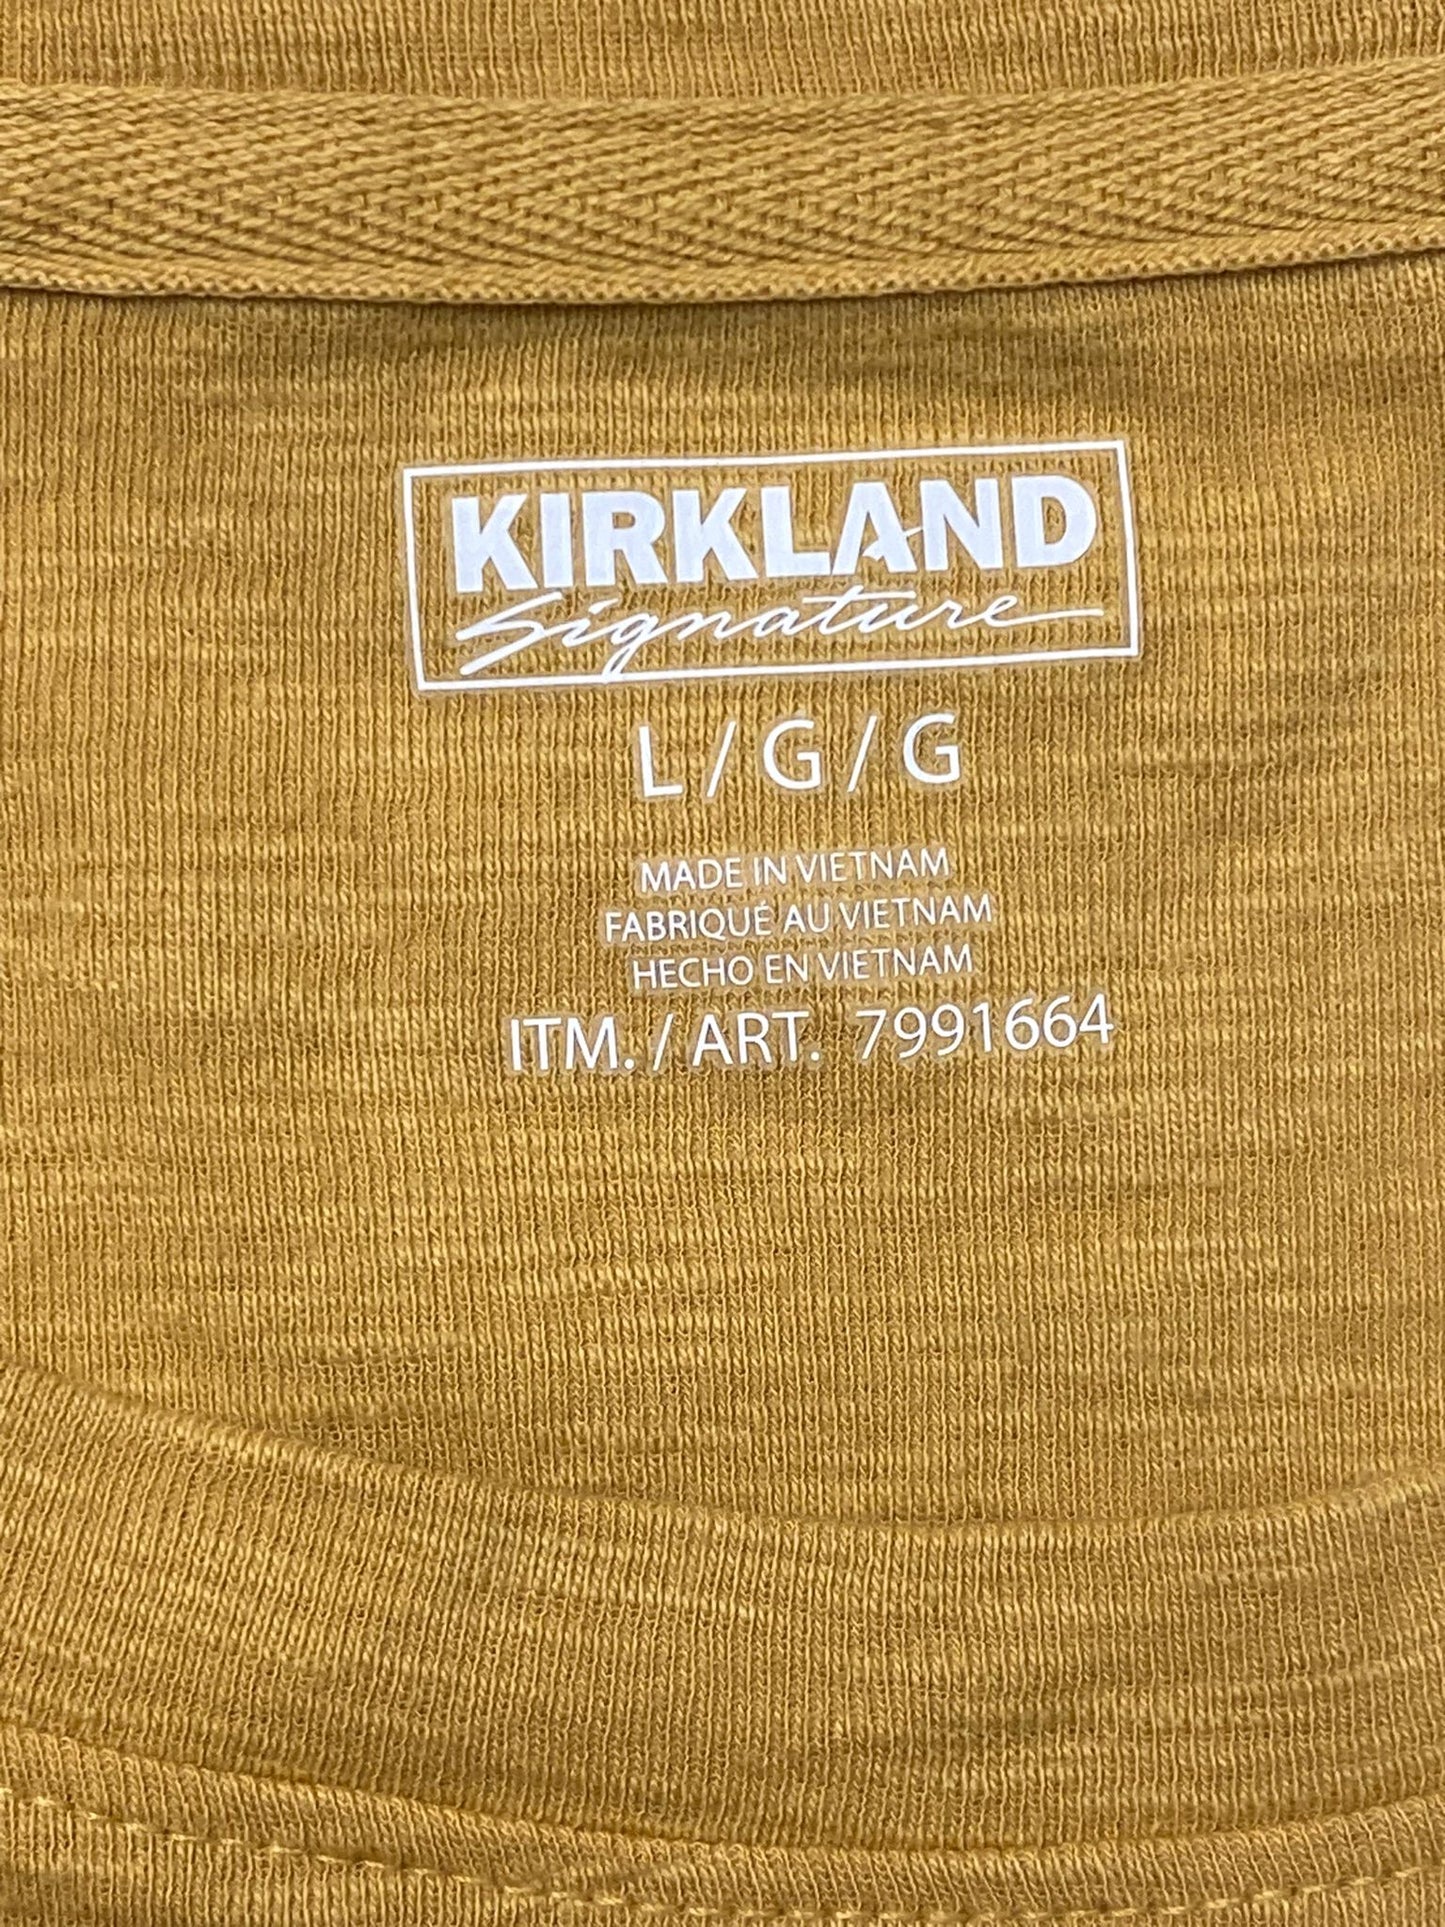 KIRKLAND
Signature
L / G / G
MADE IN VIETNAM
FABRIQUÉ AU VIETNAM
HECHO EN VIETNAM
ITM. / ART. 7991664